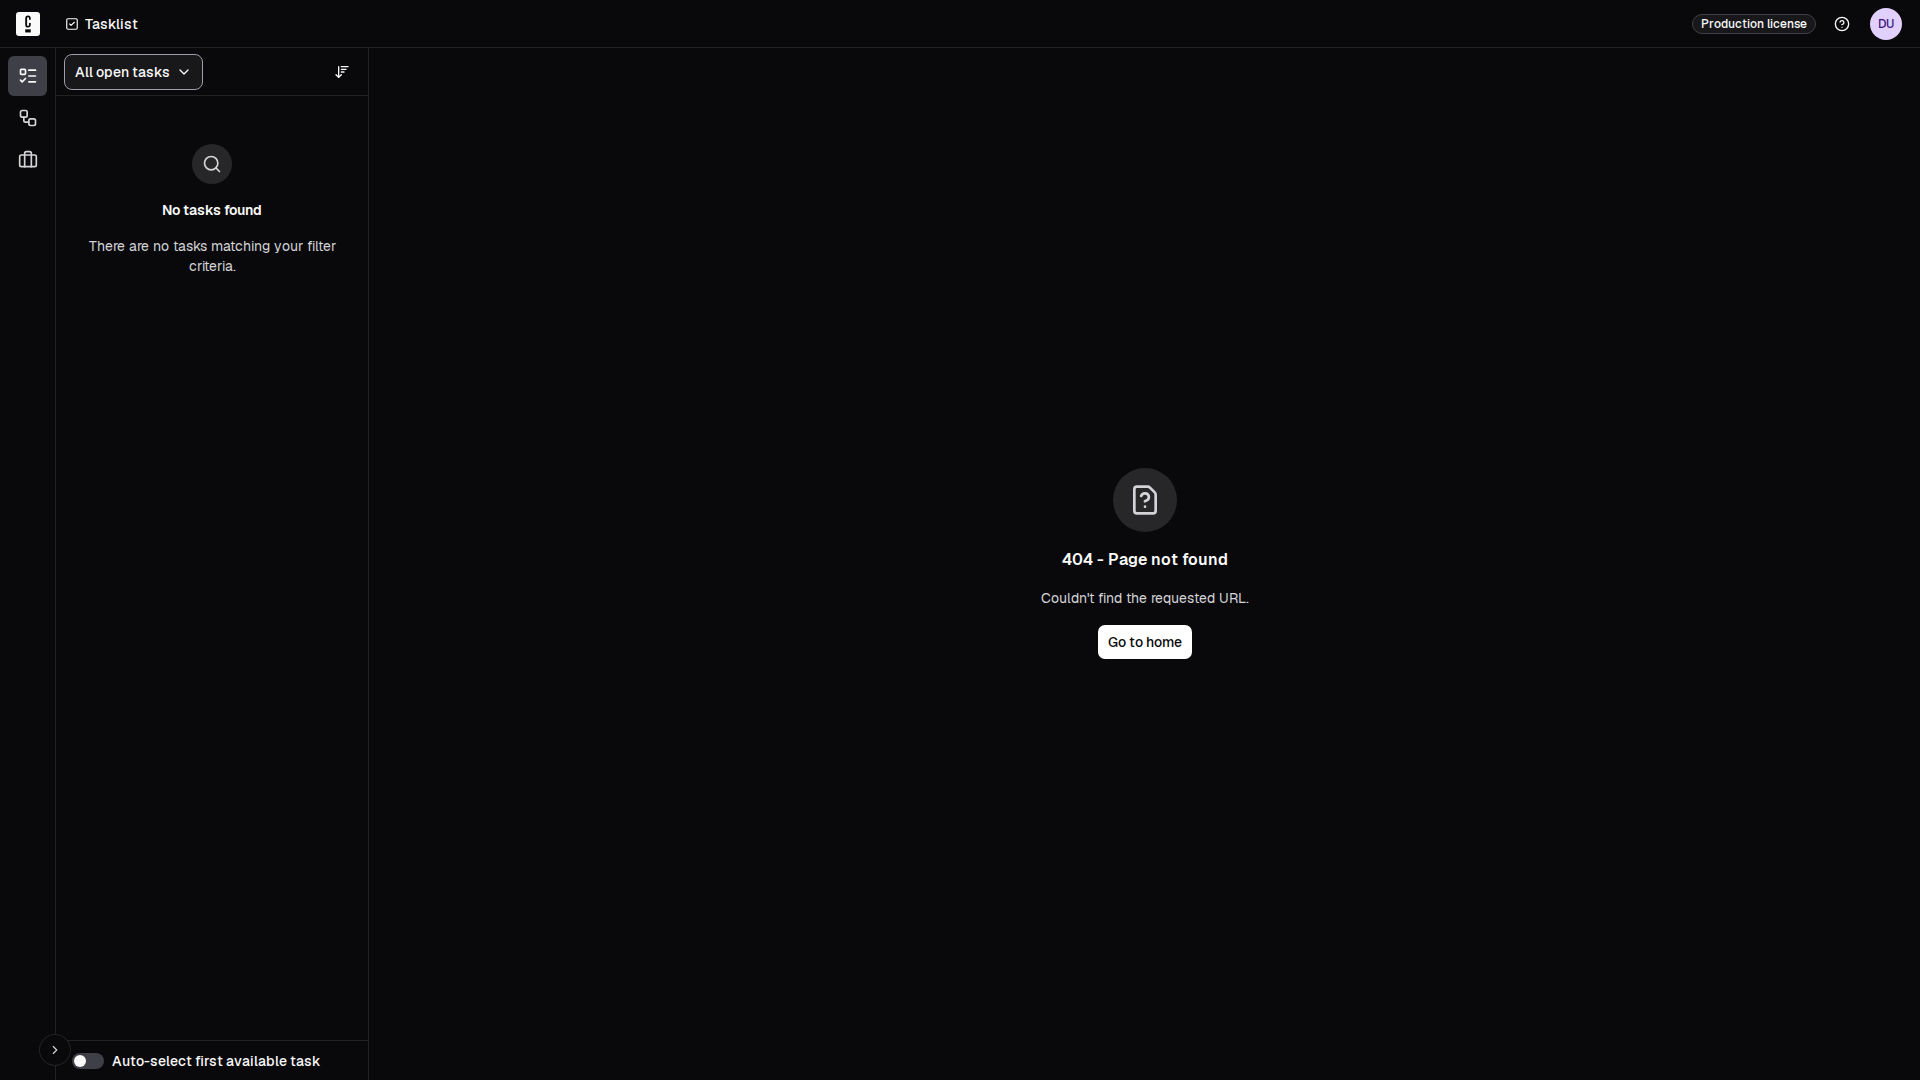 Tasklist
Production license
DU
All open tasks
No tasks found
There are no tasks matching your filter
criteria.
404 - Page not found
Couldn't find the requested URL.
Go to home
Auto-select first available task